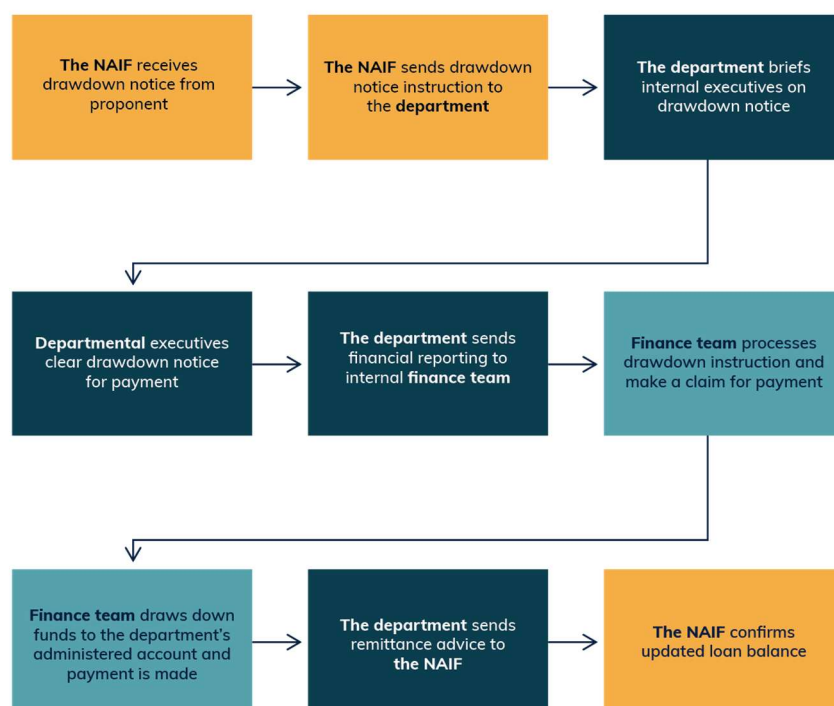 The NAIF receives
drawdown notice from
proponent
The NAIF sends drawdown
notice instruction to
the department
The department briefs
internal executives on
drawdown notice
Departmental executives
clear drawdown notice
for payment
The department sends
financial reporting to
internal finance team
Finance team processes
drawdown instruction and
make a claim for payment
Finance team draws down
funds to the department's
administered account and
payment is made
The department sends
remittance advice to
the NAIF
The NAIF confirms
updated loan balance